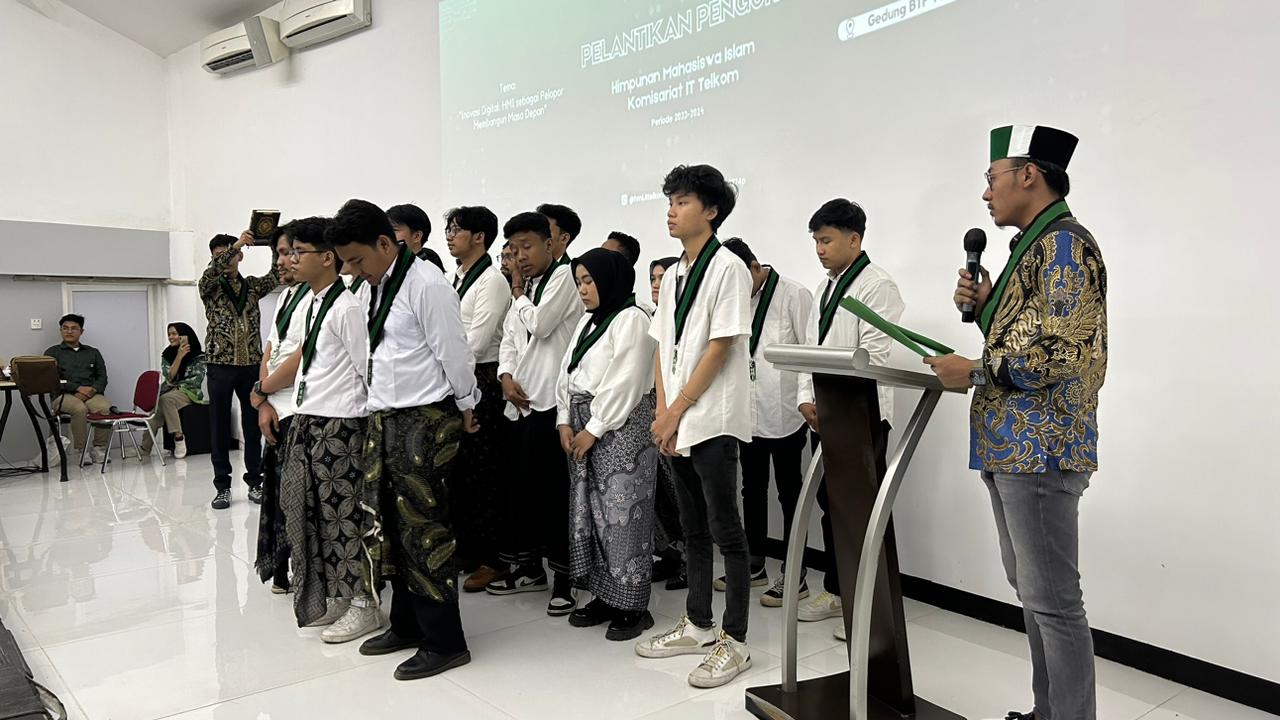 PELANTIKAN
Himpunan Mahasiswa Islam
Komisariat IT Telkom
Periode 2023-2024
Tema:
"Inovasi Digital: HMI sebagai Pelopor
Membangun Masa Depan"
Gedung BTP